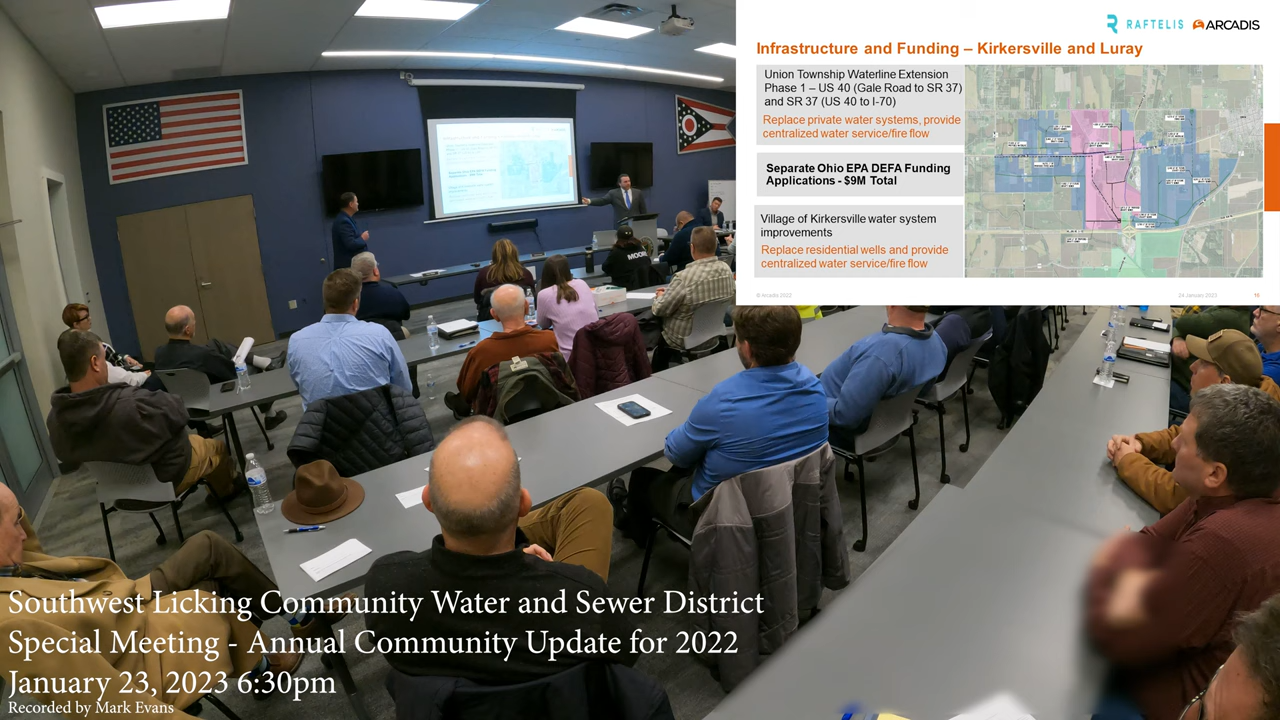 RAFTELIS ARCADIS
Infrastructure and Funding – Kirkersville and Luray
Union Township Waterline Extension
Phase 1 – US 40 (Gale Road to SR 37)
and SR 37 (US 40 to I-70)
Replace private water systems, provide
centralized water service/fire flow
Separate Ohio EPA DEFA Funding
Applications - $9M Total
Village of Kirkersville water system
improvements
Replace residential wells and provide
centralized water service/fire flow
© Arcadis 2022
24 January 2023
MOORE
Southwest Licking Community Water and Sewer District
Special Meeting - Annual Community Update for 2022
January 23, 2023 6:30pm
Recorded by Mark Evans